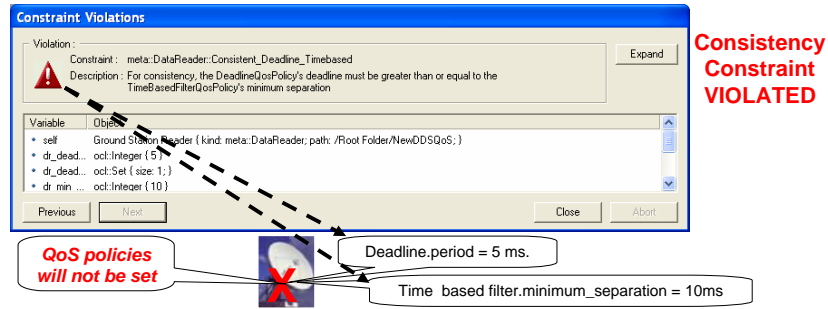 Constraint Violations
Violation :
Constraint : meta::DataReader::Consistent_Deadline_Timebased
Description : For consistency, the DeadlineQosPolicy's deadline must be greater than or equal to the
TimeBasedFilterQosPolicy's minimum separation
Expand
Consistency
Constraint
VIOLATED
Variable Object
self Ground Station Reader { kind: meta::DataReader; path: /Root Folder/NewDDSQoS; }
dr_dead... ocl::Integer { 5 }
dr_dead... ocl::Set { size: 1; }
dr min ... ocl::Integer { 10 }
Previous Next Close Abort
QoS policies
will not be set
X
Deadline.period = 5 ms.
Time based filter.minimum_separation = 10ms